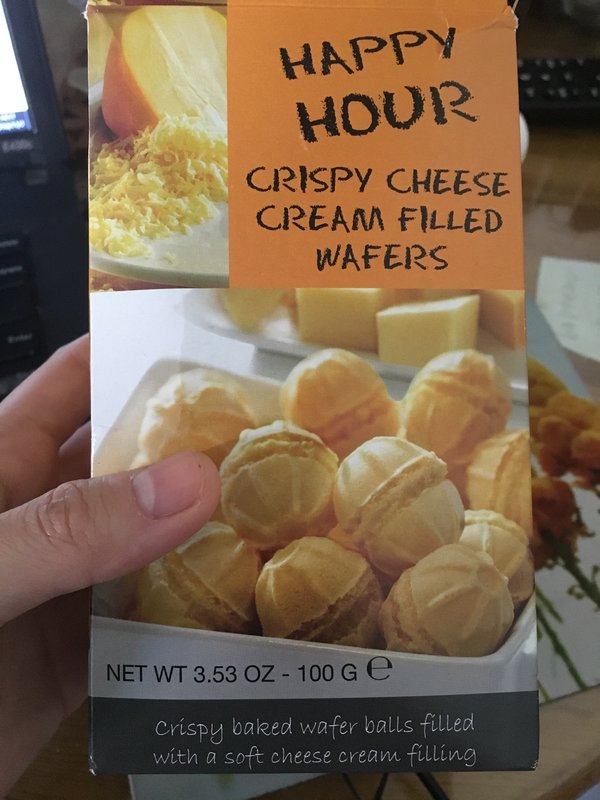 HAPPY
HOUR
CRISPY CHEESE
CREAM FILLED
WAFERS
NET WT 3.53 OZ - 100 G ℮
Crispy baked wafer balls filled
with a soft cheese cream filling